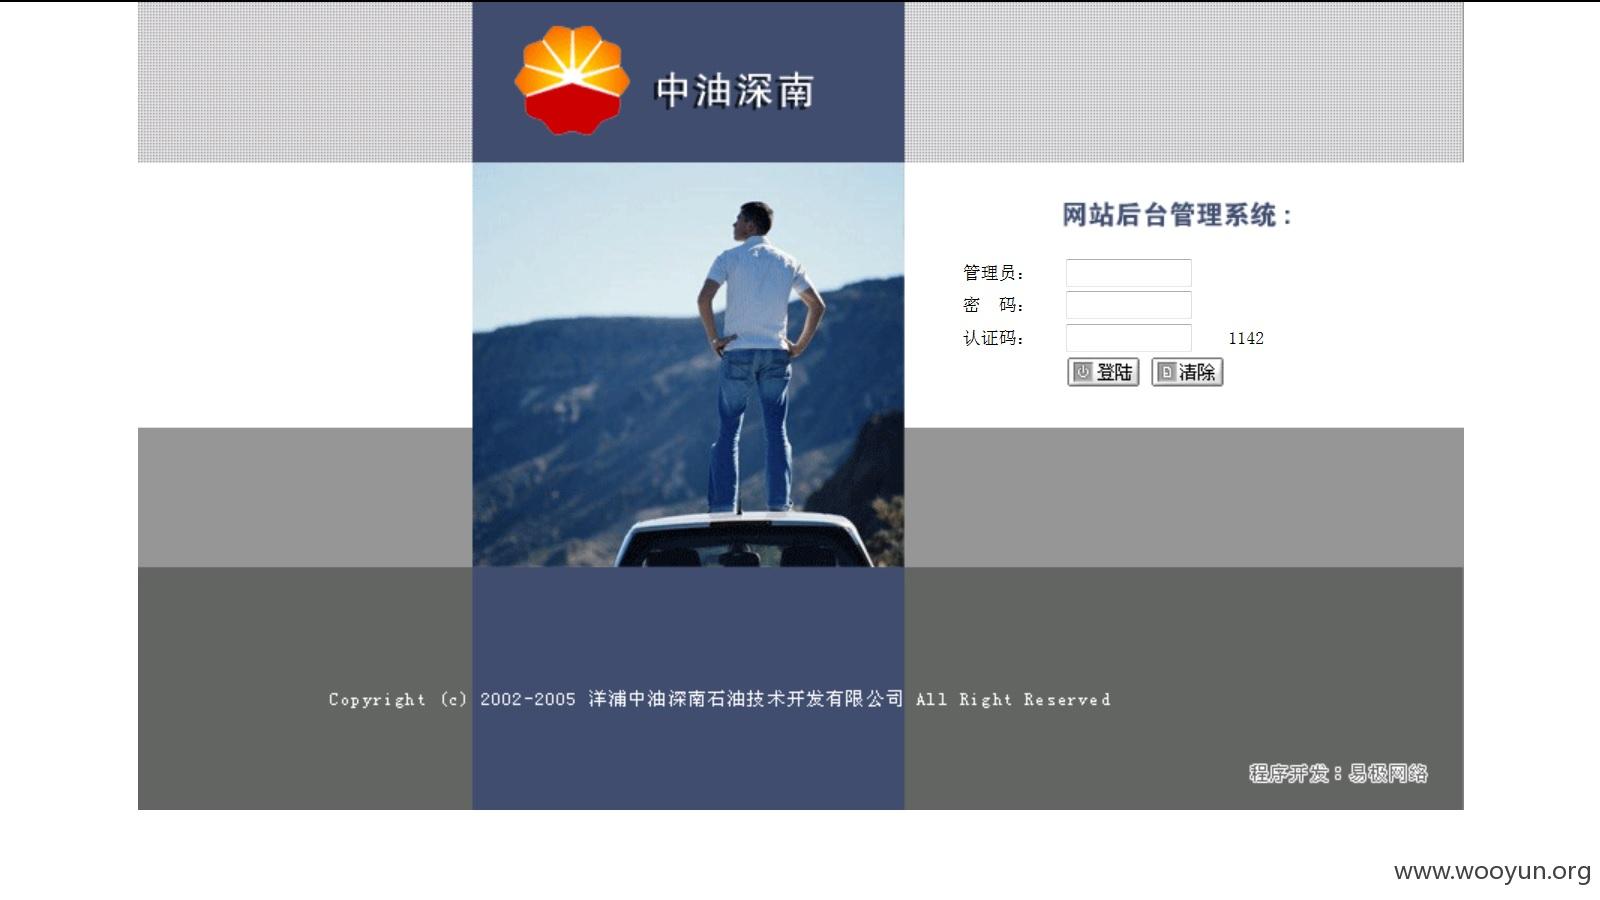 中油深南
网站后台管理系统：
管理员：
密 码：
认证码： 1142
登陆 清除
Copyright (c) 2002-2005 洋浦中油深南石油技术开发有限公司 All Right Reserved
程序开发：易极网络
www.wooyun.org